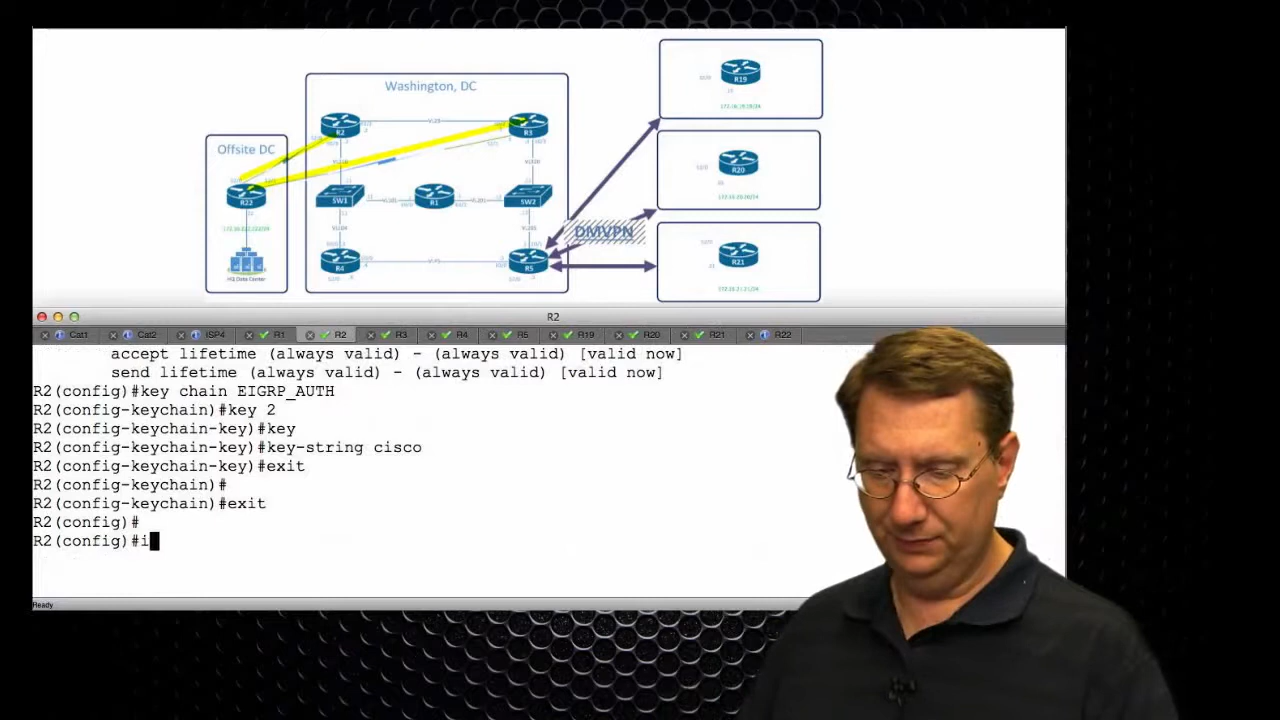 Washington, DC
Offsite DC
R2
R3
R22
SW1
R1
SW2
R4
R5
HQ Data Center
DMVPN
R19
R20
R21
R2
Cat1 Cat2 ISP4 R1 R2 R3 R4 R5 R19 R20 R21 R22
accept lifetime (always valid) - (always valid) [valid now]
send lifetime (always valid) - (always valid) [valid now]
R2(config)#key chain EIGRP_AUTH
R2(config-keychain)#key 2
R2(config-keychain-key)#key
R2(config-keychain-key)#key-string cisco
R2(config-keychain-key)#exit
R2(config-keychain)#
R2(config-keychain)#exit
R2(config)#
R2(config)#i
Ready